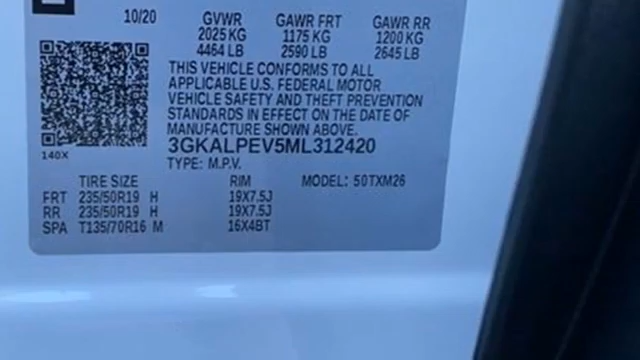 10/20 GVWR GAWR FRT GAWR RR
2025 KG 1175 KG 1200 KG
4464 LB 2590 LB 2645 LB
THIS VEHICLE CONFORMS TO ALL
APPLICABLE U.S. FEDERAL MOTOR
VEHICLE SAFETY AND THEFT PREVENTION
STANDARDS IN EFFECT ON THE DATE OF
MANUFACTURE SHOWN ABOVE.
140X 3GKALPEV5ML312420
TYPE: M.P.V.
TIRE SIZE RIM MODEL: 50TXM26
FRT 235/50R19 H 19X7.5J
RR 235/50R19 H 19X7.5J
SPA T135/70R16 M 16X4BT